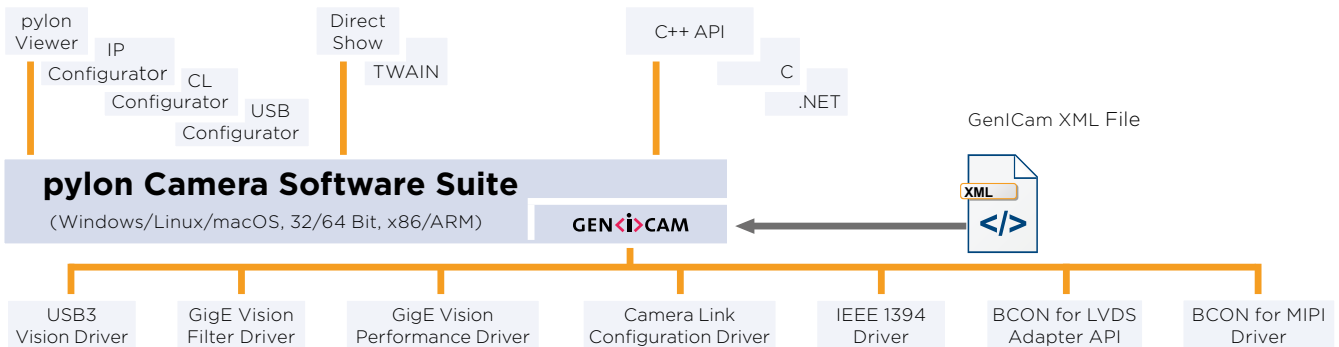 pylon
Viewer
IP
Configurator
CL
Configurator
USB
Configurator
Direct
Show
TWAIN
C++ API
C
.NET
GenICam XML File
pylon Camera Software Suite
(Windows/Linux/macOS, 32/64 Bit, x86/ARM)
GEN<i>CAM
XML
</>
USB3
Vision Driver
GigE Vision
Filter Driver
GigE Vision
Performance Driver
Camera Link
Configuration Driver
IEEE 1394
Driver
BCON for LVDS
Adapter API
BCON for MIPI
Driver